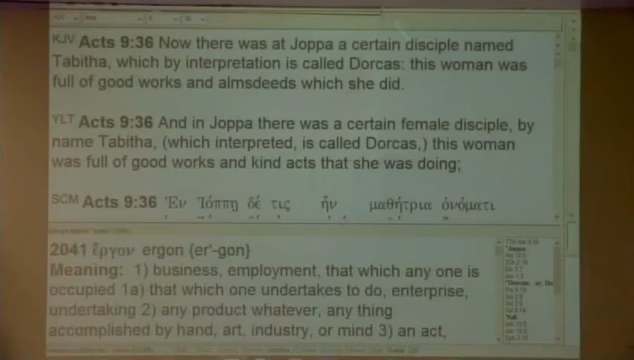 KJV Acts 9:36 Now there was at Joppa a certain disciple named
Tabitha, which by interpretation is called Dorcas: this woman was
full of good works and almsdeeds which she did.
YLT Acts 9:36 And in Joppa there was a certain female disciple, by
name Tabitha, (which interpreted, is called Dorcas,) this woman
was full of good works and kind acts that she was doing;
SCM Acts 9:36 Ἐν Ἰόππῃ δέ τις ἦν μαθήτρια ὀνόματι
2041 ἔργον ergon {er'-gon}
Meaning: 1) business, employment, that which any one is
occupied 1a) that which one undertakes to do, enterprise,
undertaking 2) any product whatever, any thing
accomplished by hand, art, industry, or mind 3) an act,